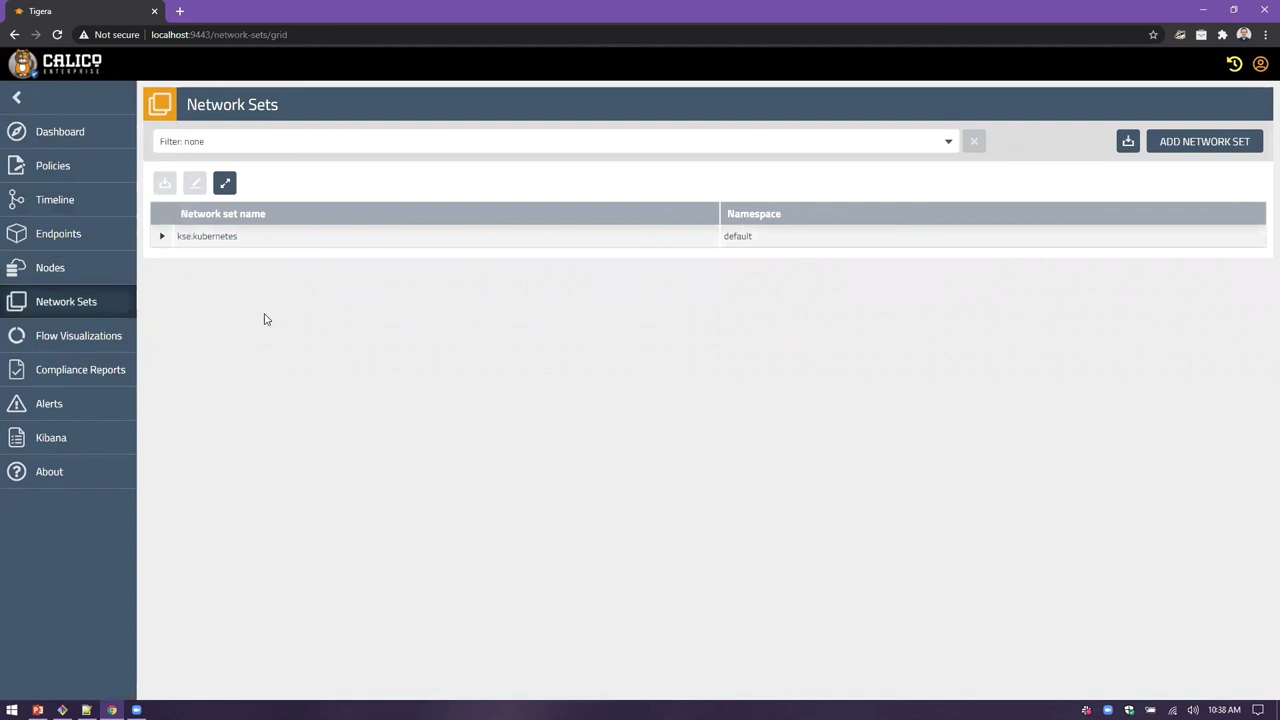 Tigera
Not secure
localhost:9443/network-sets/grid
CALICO
ENTERPRISE
Network Sets
Dashboard
Policies
Timeline
Endpoints
Nodes
Network Sets
Flow Visualizations
Compliance Reports
Alerts
Kibana
About
Filter: none
ADD NETWORK SET
Network set name
Namespace
kse.kubernetes
default
10:38 AM